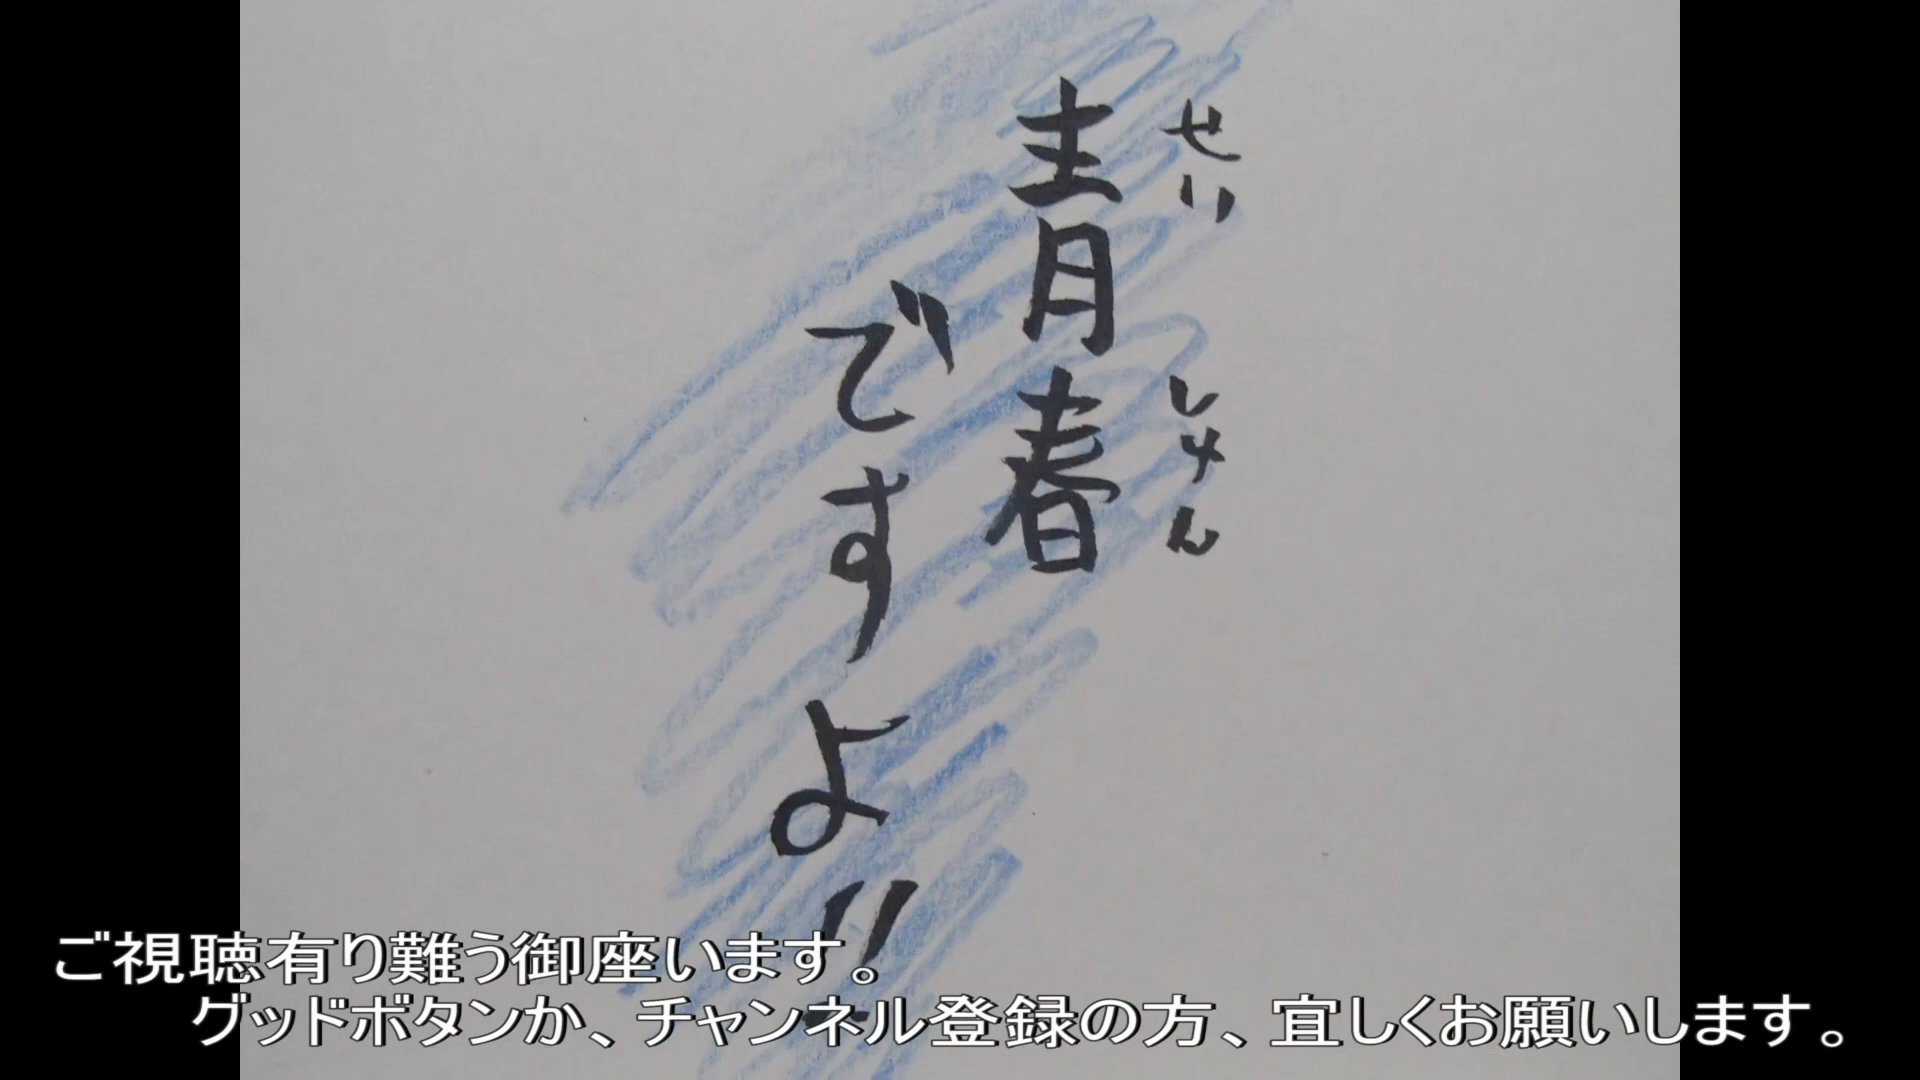 青春
せいしゅん
ですよ!!
ご視聴有り難う御座います。
グッドボタンか、チャンネル登録の方、宜しくお願いします。